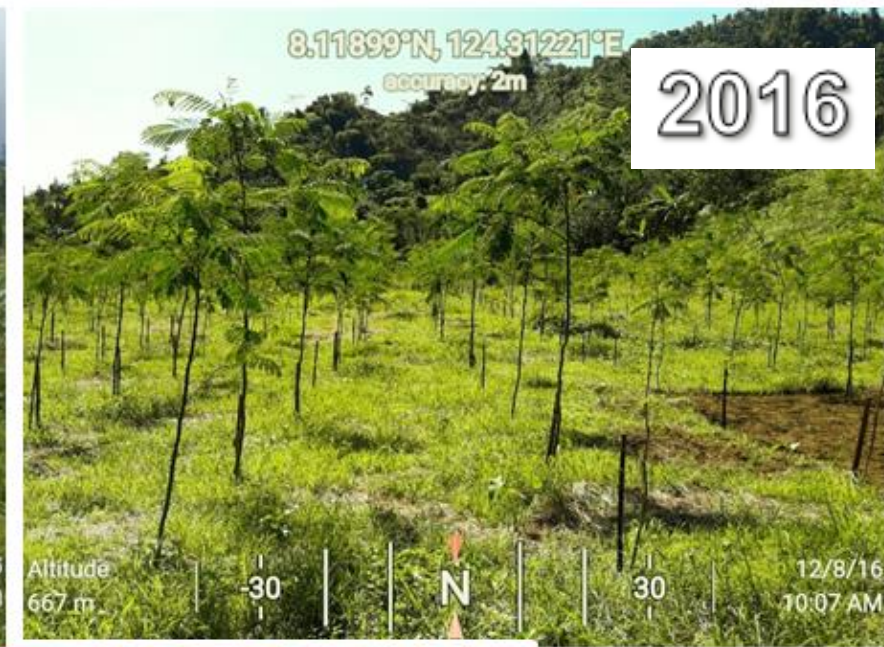 8.11899°N, 124.31221°E
accuracy: 2m
2016
Altitude
667 m
-30
N
30
12/8/16
10:07 AM